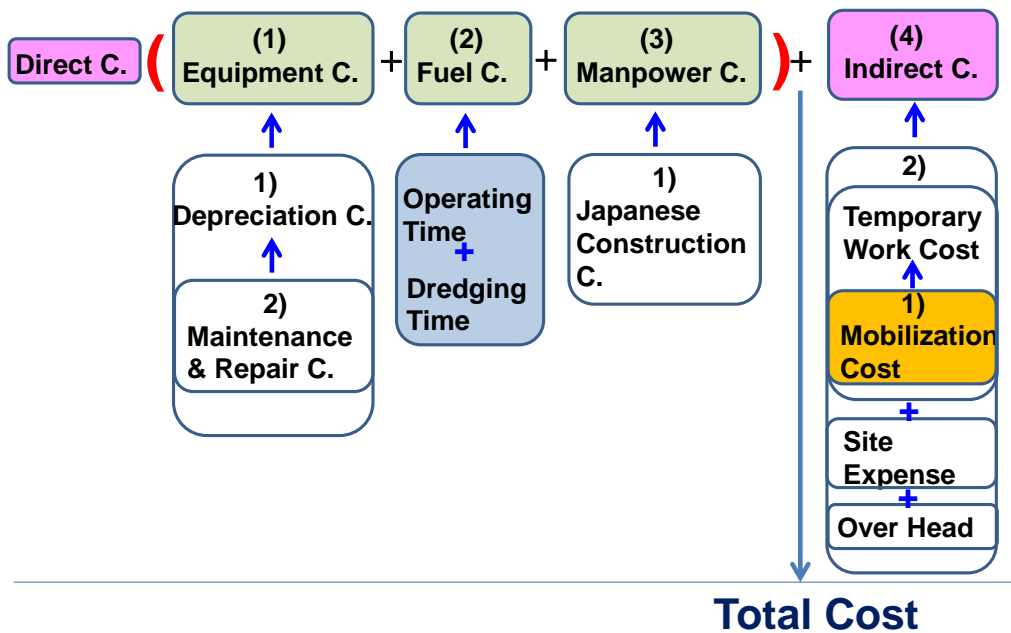 Direct C.
(
(1)
Equipment C.
+
(2)
Fuel C.
+
(3)
Manpower C.
)
+
(4)
Indirect C.
1)
Depreciation C.
2)
Maintenance
& Repair C.
Operating
Time
+
Dredging
Time
1)
Japanese
Construction
C.
2)
Temporary
Work Cost
1)
Mobilization
Cost
+
Site
Expense
+
Over Head
Total Cost